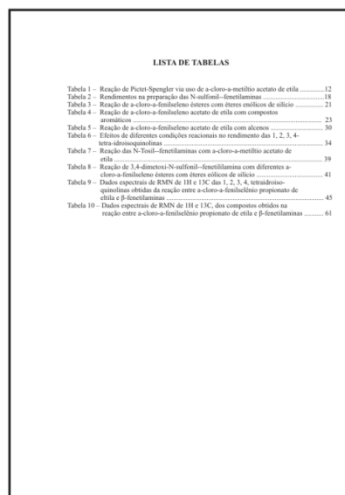 LISTA DE TABELAS
Tabela 1 – Reação de Pictet-Spengler via uso de a-cloro-a-metiltio acetato de etila ............. 12
Tabela 2 – Rendimentos na preparação das N-sulfonil--fenetilaminas ................................ 18
Tabela 3 – Reação de a-cloro-a-fenilseleno ésteres com éteres enólicos de silício .............. 21
Tabela 4 – Reação de a-cloro-a-fenilseleno acetato de etila com compostos
aromáticos .......................................................................................... 23
Tabela 5 – Reação de a-cloro-a-fenilseleno acetato de etila com alcenos ........................... 30
Tabela 6 – Efeitos de diferentes condições reacionais no rendimento das 1, 2, 3, 4-
tetra-idroisoquinolinas ........................................................................... 34
Tabela 7 – Reação das N-Tosil--fenetilaminas com a-cloro-a-metiltio acetato de
etila ..................................................................................................... 39
Tabela 8 – Reação de 3,4-dimetoxi-N-sulfonil--fenetililamina com diferentes a-
cloro-a-fenilseleno ésteres com éteres eólicos de silício .................................. 41
Tabela 9 – Dados espectrais de RMN de 1H e 13C das 1, 2, 3, 4, tetraidroiso-
quinolinas obtidas da reação entre a-cloro-a-fenilselênio propionato de
eltila e β-fenetilaminas ............................................................................ 45
Tabela 10 – Dados espectrais de RMN de 1H e 13C, dos compostos obtidos na
reação entre a-cloro-a-fenilselênio propionato de etila e β-fenetilaminas .......... 61